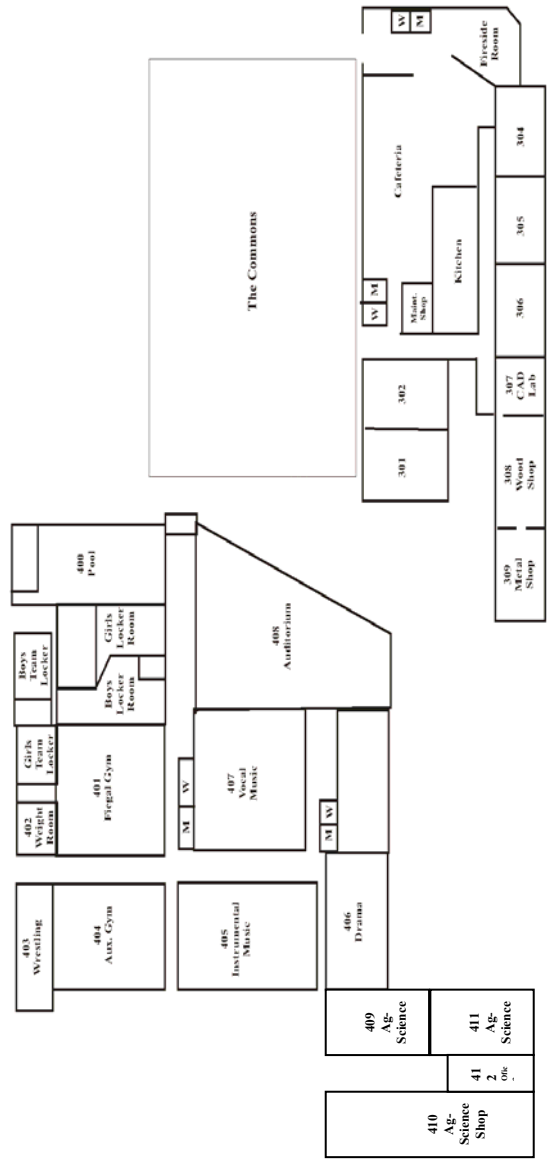 403
Wrestling
402
Weight
Room
Girls
Team
Locker
Boys
Team
Locker
400
Pool
404
Aux. Gym
401
Fiegal Gym
Boys
Locker
Room
Girls
Locker
Room
M W
405
Instrumental
Music
407
Vocal
Music
408
Auditorium
The Commons
M W
406
Drama
409
Ag-
Science
411
Ag-
Science
41
2
410
Ag-
Science
Shop
301
302
W M
Maint.
Shop
Cafeteria
Kitchen
W M
Fireside
Room
309
Metal
Shop
308
Wood
Shop
307
CAD
Lab
306
305
304